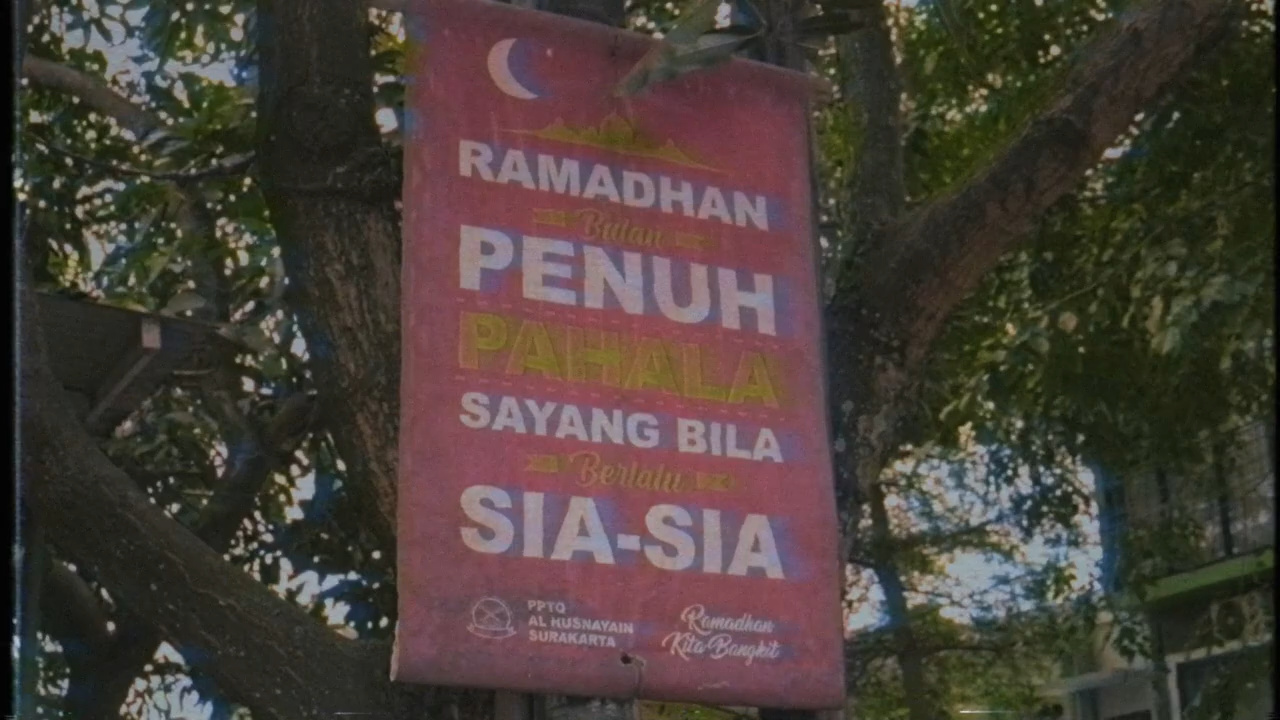 RAMADHAN
Bulan
PENUH
PAHALA
SAYANG BILA
Berlalu
SIA-SIA
PPTQ
AL HUSNAYAIN
SURAKARTA
Ramadhan
Kita Bangkit